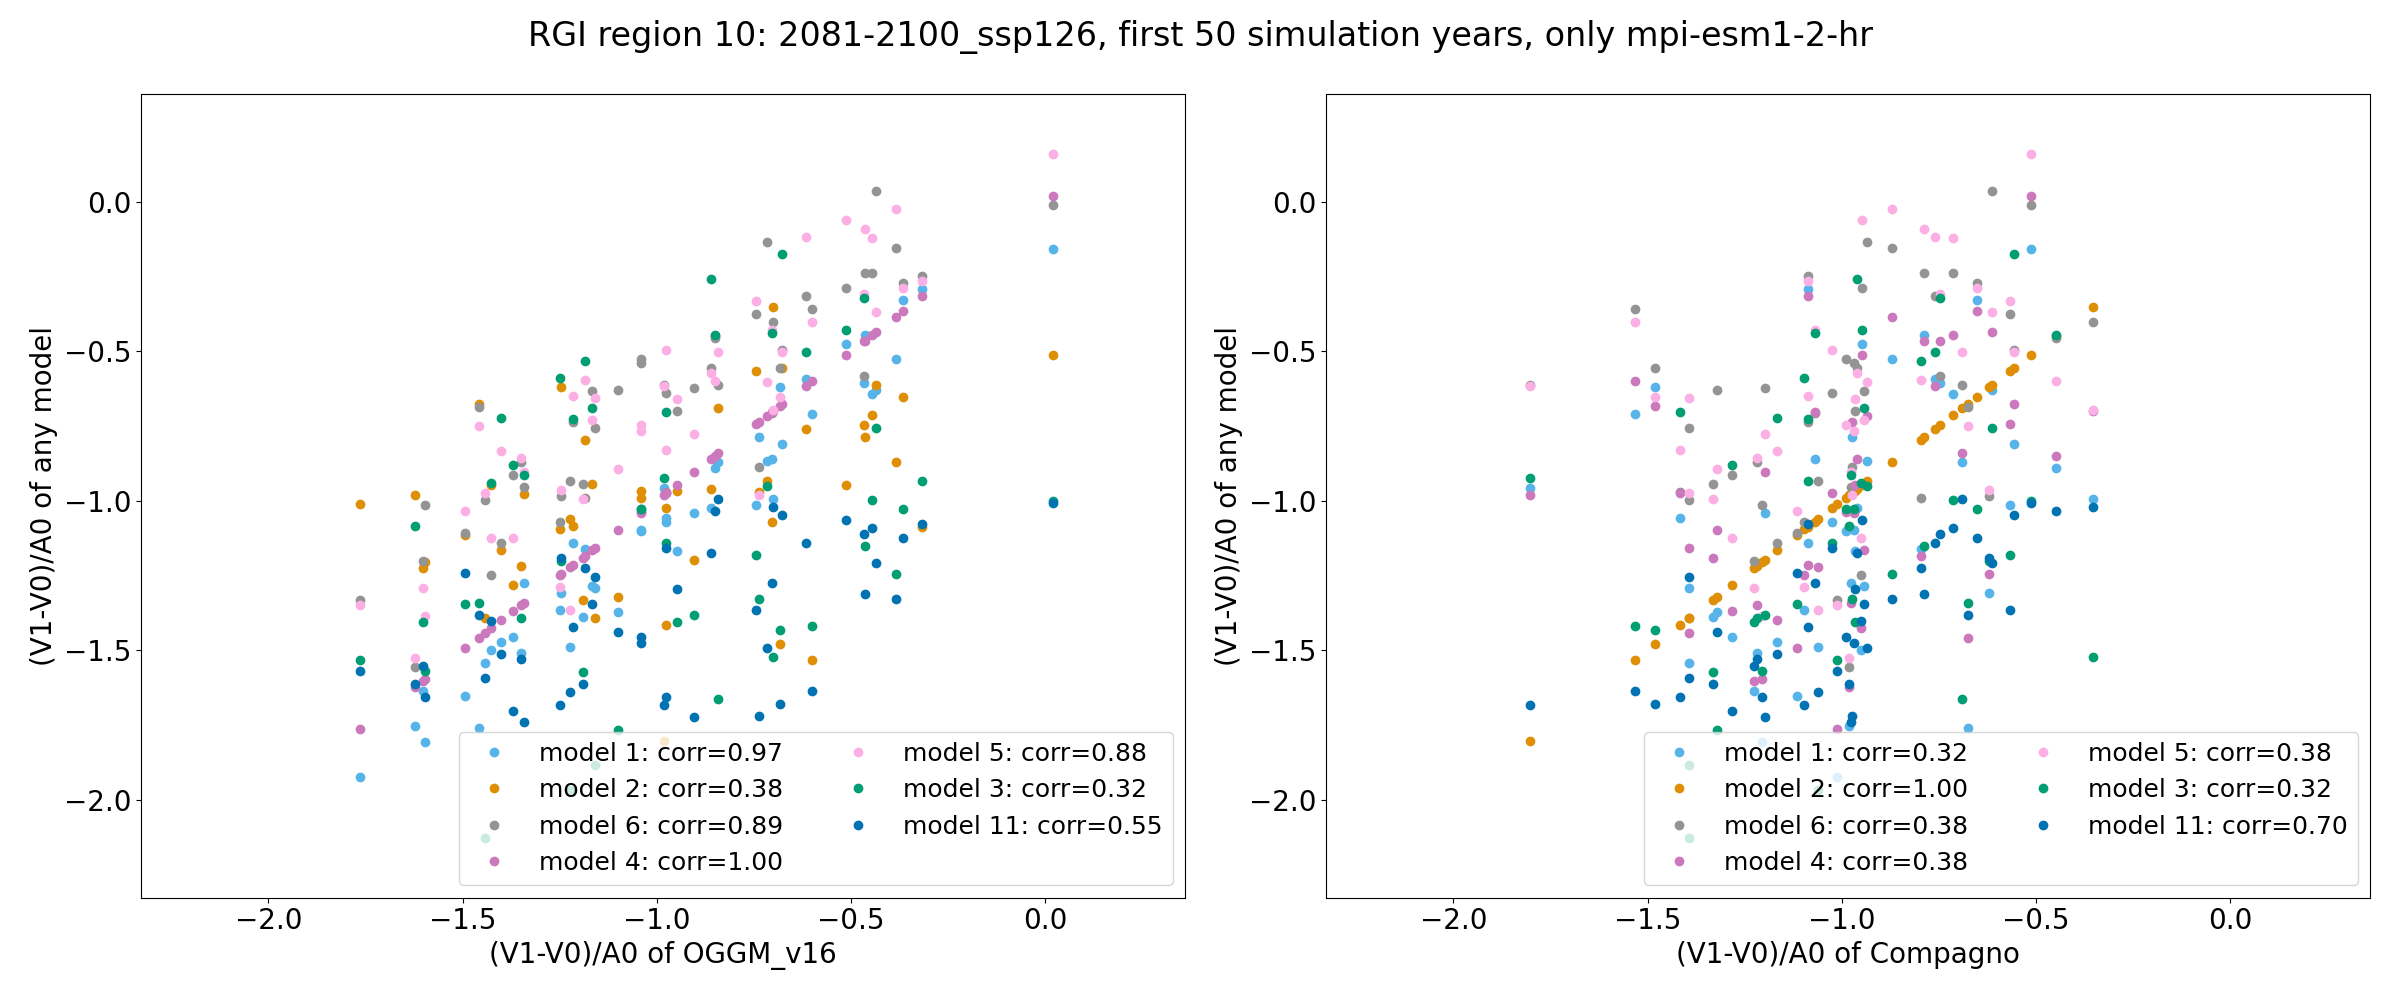 RGI region 10: 2081-2100_ssp126, first 50 simulation years, only mpi-esm1-2-hr
(V1-V0)/A0 of any model
0.0
−0.5
−1.0
−1.5
−2.0
model 1: corr=0.97
model 2: corr=0.38
model 6: corr=0.89
model 4: corr=1.00
model 5: corr=0.88
model 3: corr=0.32
model 11: corr=0.55
−2.0 −1.5 −1.0 −0.5 0.0
(V1-V0)/A0 of OGGM_v16
(V1-V0)/A0 of any model
0.0
−0.5
−1.0
−1.5
−2.0
model 1: corr=0.32
model 2: corr=1.00
model 6: corr=0.38
model 4: corr=0.38
model 5: corr=0.38
model 3: corr=0.32
model 11: corr=0.70
−2.0 −1.5 −1.0 −0.5 0.0
(V1-V0)/A0 of Compagno